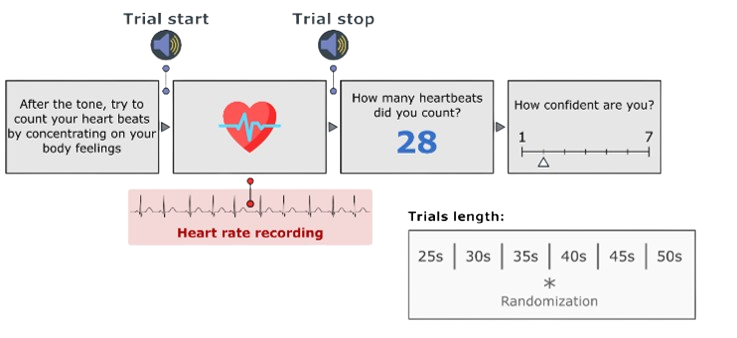 Trial start
Trial stop
After the tone, try to
count your heart beats
by concentrating on your
body feelings
How many heartbeats
did you count?
28
How confident are you?
1
7
Heart rate recording
Trials length:
25s
30s
35s
40s
45s
50s
*
Randomization